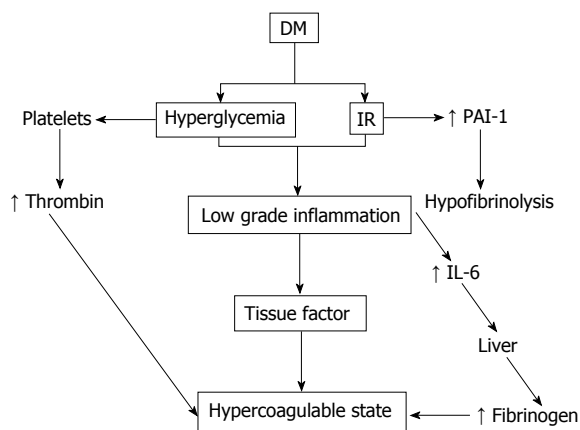 DM
Platelets
Hyperglycemia
IR
↑ PAI-1
↑ Thrombin
Hypofibrinolysis
Low grade inflammation
↑ IL-6
Tissue factor
Liver
Hypercoagulable state
↑ Fibrinogen